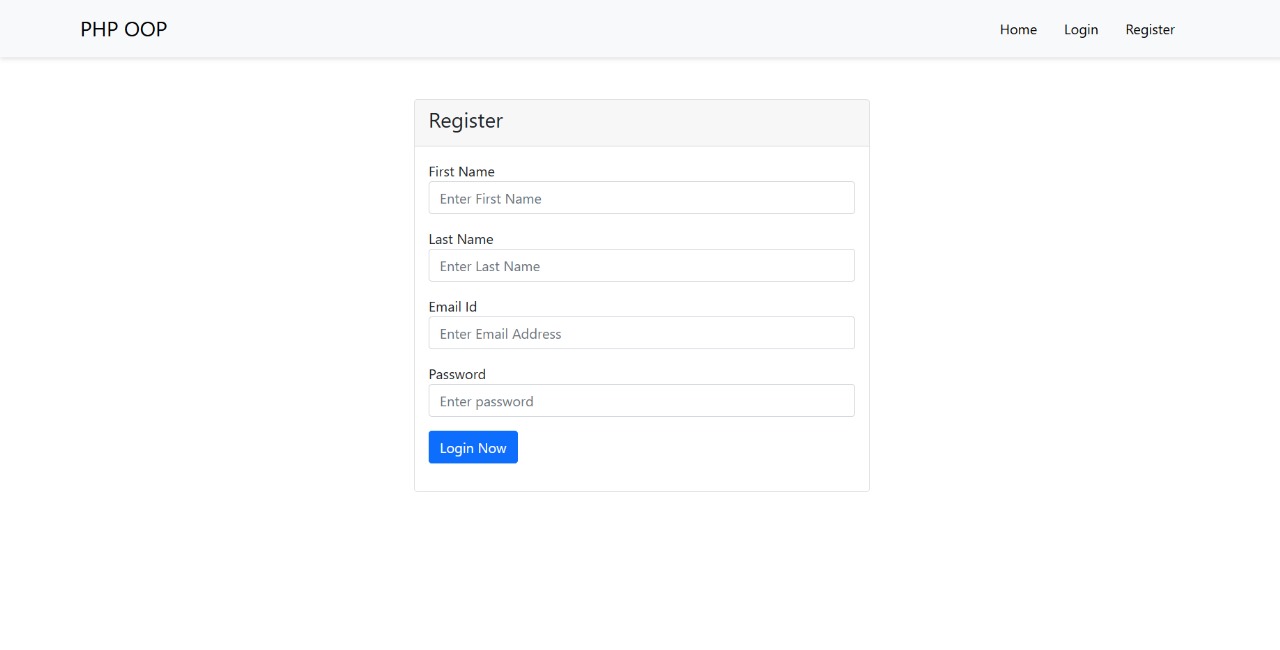 PHP OOP
Home Login Register
Register
First Name
Enter First Name
Last Name
Enter Last Name
Email Id
Enter Email Address
Password
Enter password
Login Now